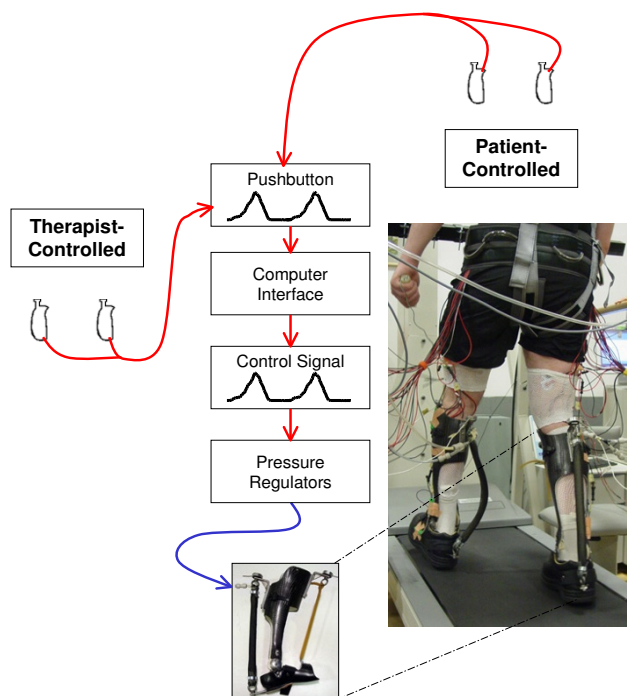 Patient-
Controlled
Pushbutton
Therapist-
Controlled
Computer
Interface
Control Signal
Pressure
Regulators